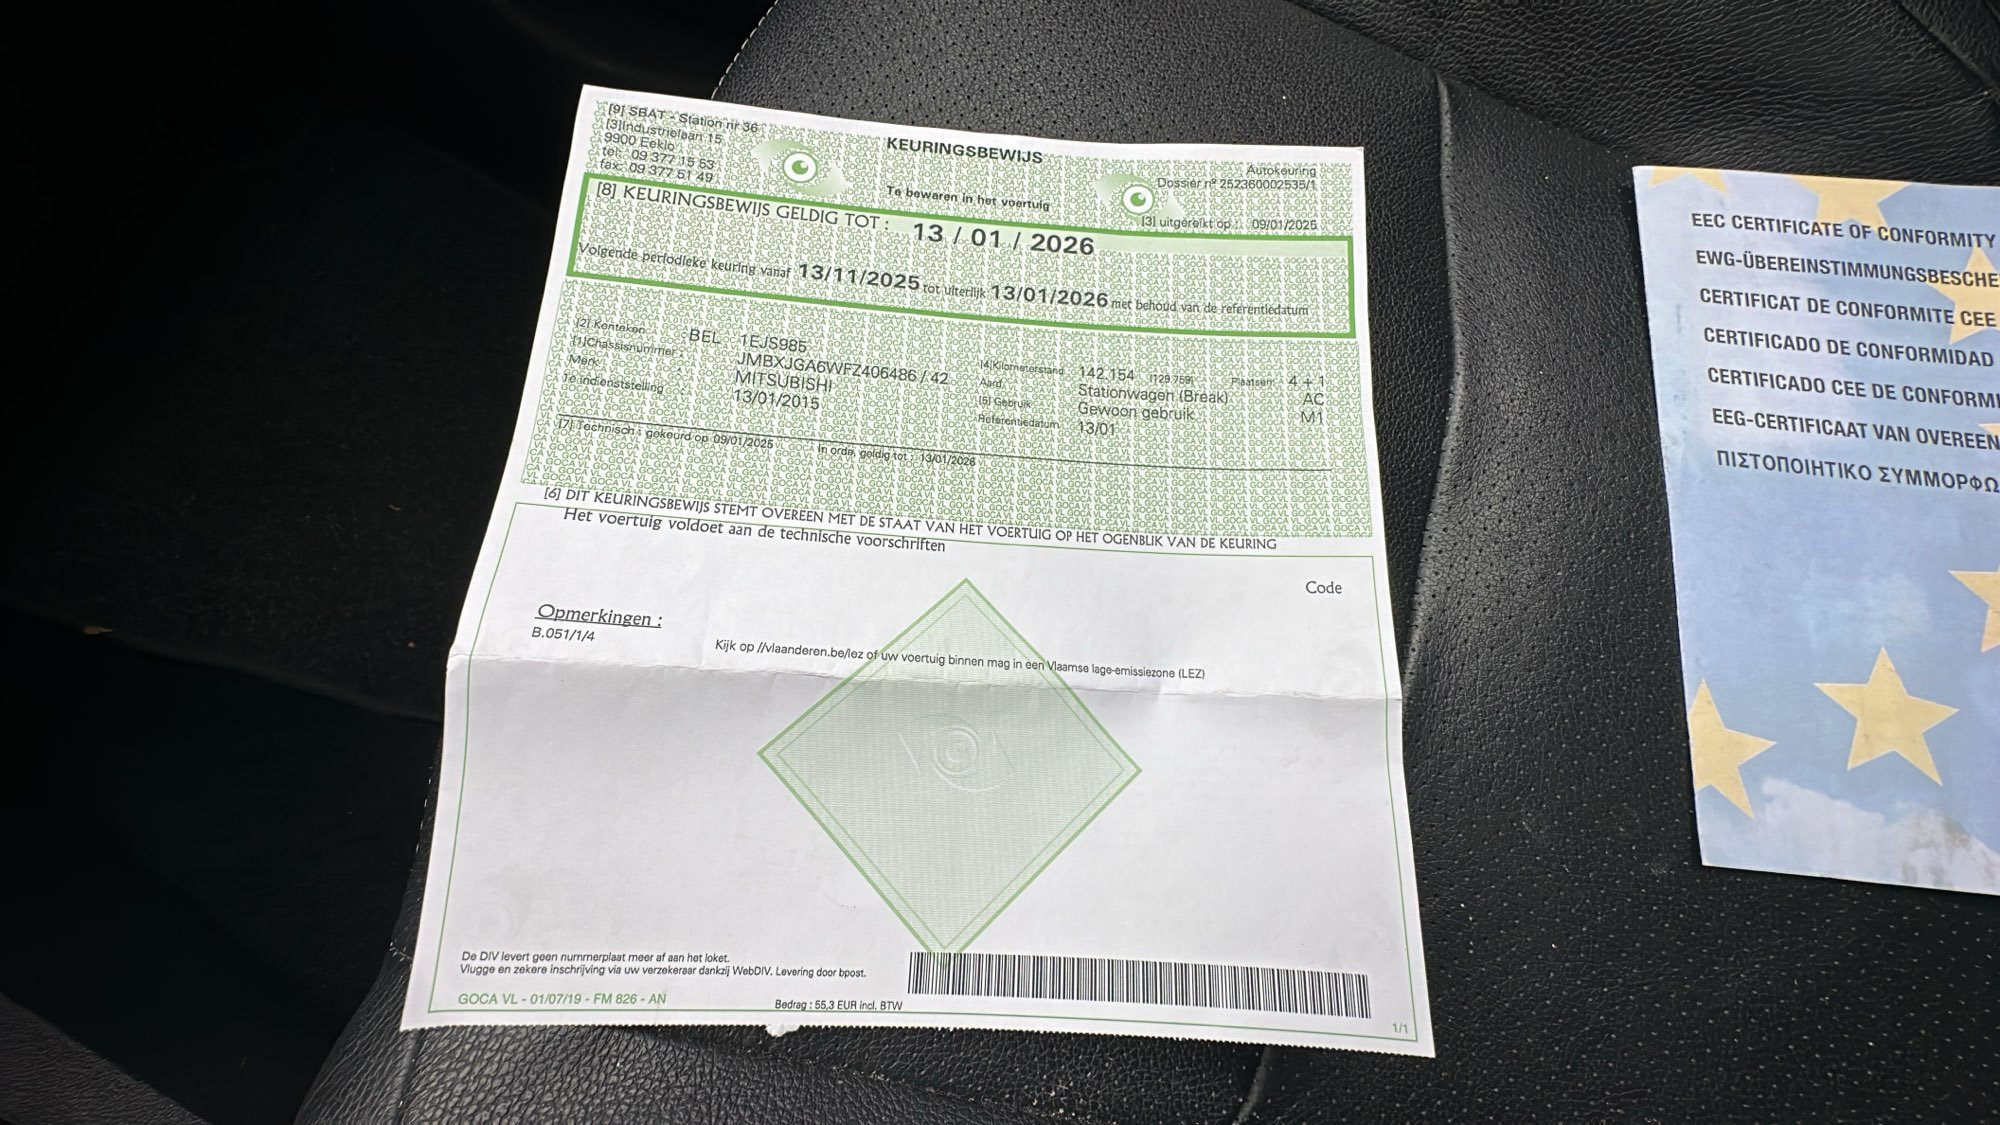 [9] SBAT - Station nr 36
[3]Industrielaan 15
9900 Eeklo
tel.: 09 377 15 53
fax.: 09 377 51 49
KEURINGSBEWIJS
Te bewaren in het voertuig
Autokeuring
Dossier nº 252360002535/1
[3] uitgereikt op : 09/01/2025
[8] KEURINGSBEWIJS GELDIG TOT : 13 / 01 / 2026
Volgende periodieke keuring vanaf 13/11/2025 tot uiterlijk 13/01/2026 met behoud van de referentiedatum
[2] Kenteken : BEL 1EJS985
[1]Chassisnummer : JMBXJGA6WFZ406486 / 42
Merk : MITSUBISHI
1e indienststelling : 13/01/2015
[4]Kilometerstand : 142.154 (129.759) Plaatsen: 4 + 1
Aard : Stationwagen (Break) AC
[5] Gebruik : Gewoon gebruik M1
Referentiedatum : 13/01
[7] Technisch : gekeurd op 09/01/2025 In orde, geldig tot : 13/01/2026
[6] DIT KEURINGSBEWIJS STEMT OVEREEN MET DE STAAT VAN HET VOERTUIG OP HET OGENBLIK VAN DE KEURING
Het voertuig voldoet aan de technische voorschriften
Code
Opmerkingen :
B.051/1/4
Kijk op //vlaanderen.be/lez of uw voertuig binnen mag in een Vlaamse lage-emissiezone (LEZ)
De DIV levert geen nummerplaat meer af aan het loket.
Vlugge en zekere inschrijving via uw verzekeraar dankzij WebDIV. Levering door bpost.
GOCA VL - 01/07/19 - FM 826 - AN
Bedrag : 55,3 EUR incl. BTW
1/1
EEC CERTIFICATE OF CONFORMITY
EWG-ÜBEREINSTIMMUNGSBESCHE
CERTIFICAT DE CONFORMITE CEE
CERTIFICADO DE CONFORMIDAD
CERTIFICADO CEE DE CONFORMI
EEG-CERTIFICAAT VAN OVEREEN
ΠΙΣΤΟΠΟΙΗΤΙΚΟ ΣΥΜΜΟΡΦΩ